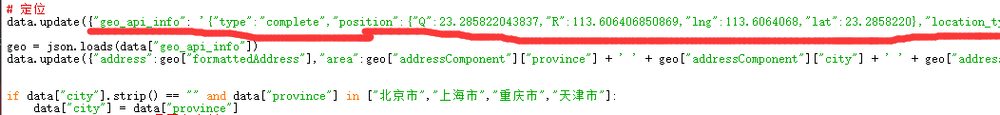 # 定位
data.update({"geo_api_info": '{"type":"complete","position":{"Q":23.285822043837,"R":113.606406850869,"lng":113.6064068,"lat":23.2858220},"location_ty
geo = json.loads(data["geo_api_info"])
data.update({"address":geo["formattedAddress"],"area":geo["addressComponent"]["province"] + ' ' + geo["addressComponent"]["city"] + ' ' + geo["address
if data["city"].strip() == "" and data["province"] in ["北京市","上海市","重庆市","天津市"]:
data["city"] = data["province"]